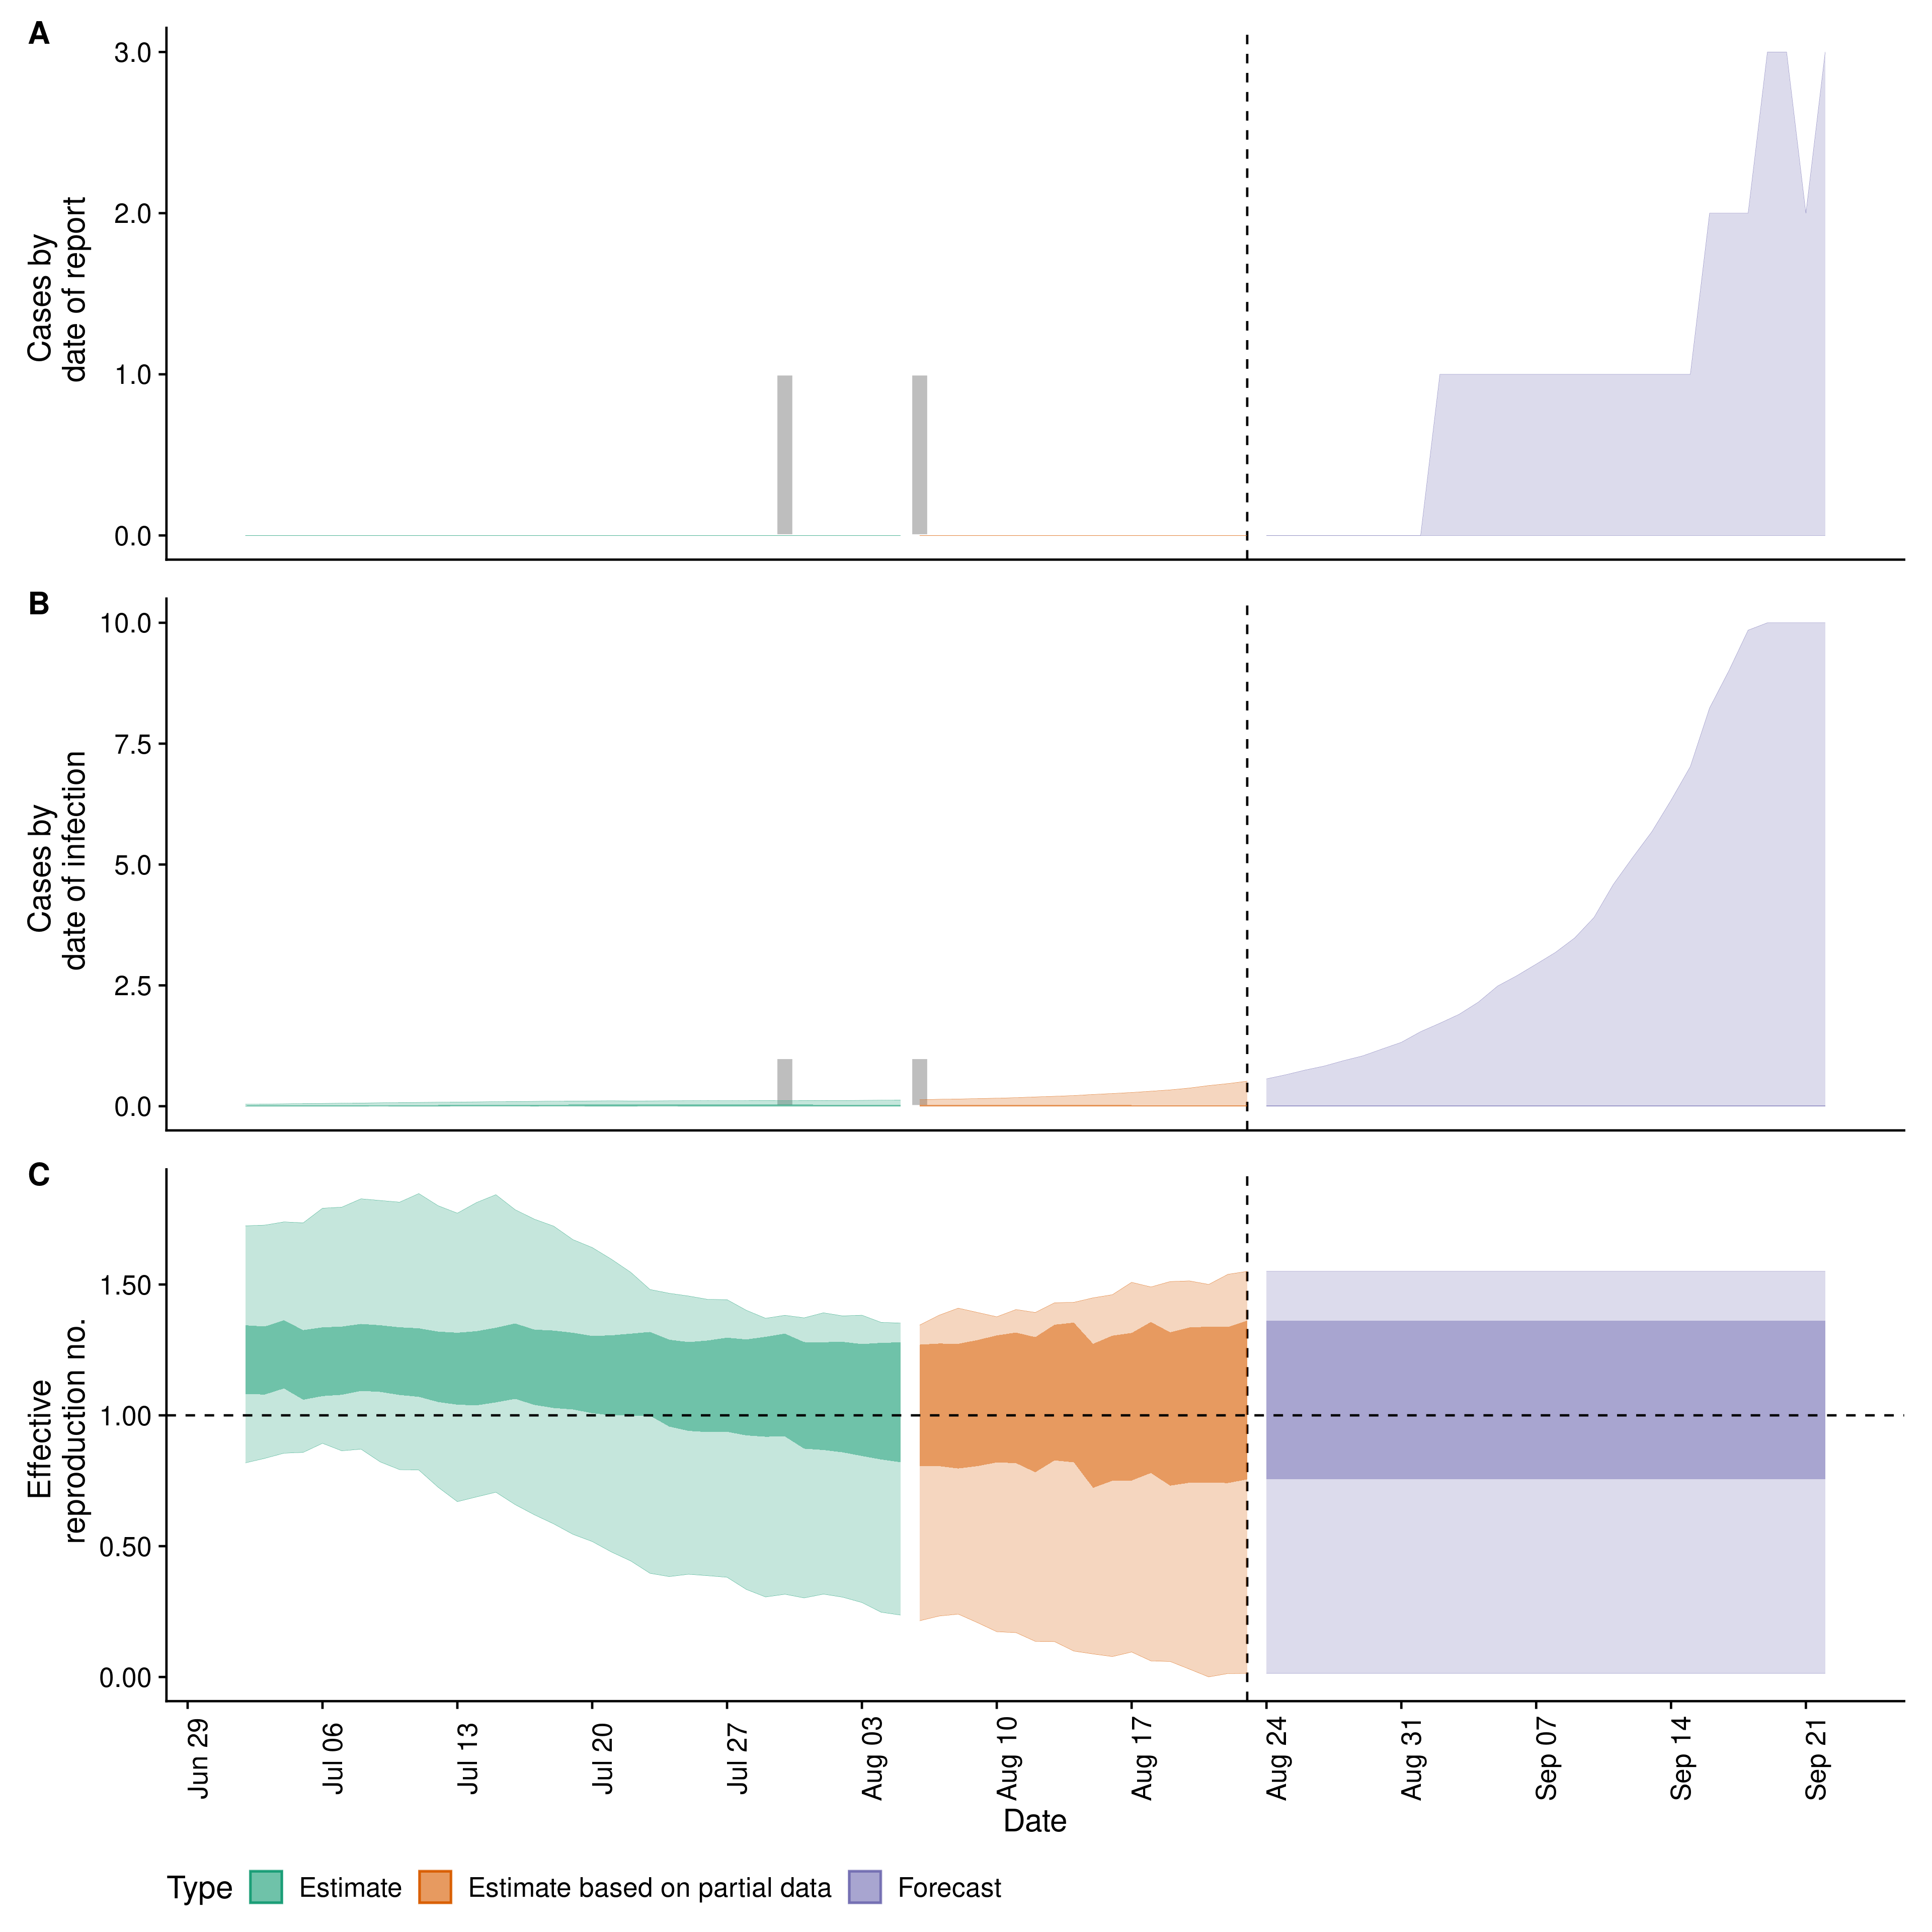 A
3.0
2.0
1.0
0.0
Cases by
date of report
B
10.0
7.5
5.0
2.5
0.0
Cases by
date of infection
C
1.50
1.00
0.50
0.00
Effective
reproduction no.
Jun 29
Jul 06
Jul 13
Jul 20
Jul 27
Aug 03
Aug 10
Aug 17
Aug 24
Aug 31
Sep 07
Sep 14
Sep 21
Date
Type Estimate Estimate based on partial data Forecast